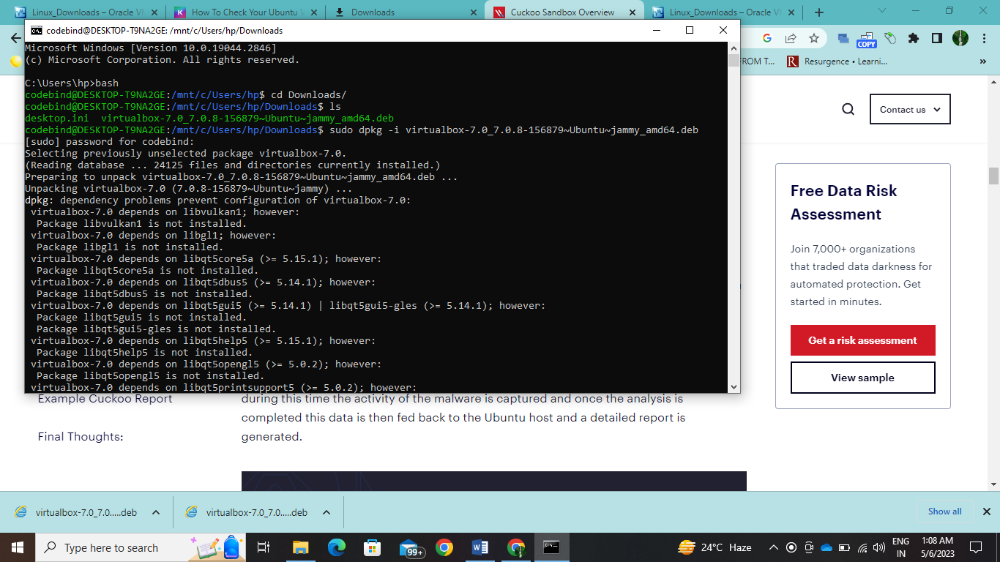 Linux_Downloads – Oracle VM
How To Check Your Ubuntu
Downloads
Cuckoo Sandbox Overview
Linux_Downloads – Oracle VM
codebind@DESKTOP-T9NA2GE: /mnt/c/Users/hp/Downloads
COPY
FROM T...
Resurgence • Learni...
Microsoft Windows [Version 10.0.19044.2846]
(c) Microsoft Corporation. All rights reserved.
C:\Users\hp>bash
codebind@DESKTOP-T9NA2GE:/mnt/c/Users/hp$ cd Downloads/
codebind@DESKTOP-T9NA2GE:/mnt/c/Users/hp/Downloads$ ls
desktop.ini  virtualbox-7.0_7.0.8-156879~Ubuntu~jammy_amd64.deb
codebind@DESKTOP-T9NA2GE:/mnt/c/Users/hp/Downloads$ sudo dpkg -i virtualbox-7.0_7.0.8-156879~Ubuntu~jammy_amd64.deb
[sudo] password for codebind:
Selecting previously unselected package virtualbox-7.0.
(Reading database ... 24125 files and directories currently installed.)
Preparing to unpack virtualbox-7.0_7.0.8-156879~Ubuntu~jammy_amd64.deb ...
Unpacking virtualbox-7.0 (7.0.8-156879~Ubuntu~jammy) ...
dpkg: dependency problems prevent configuration of virtualbox-7.0:
virtualbox-7.0 depends on libvulkan1; however:
Package libvulkan1 is not installed.
virtualbox-7.0 depends on libgl1; however:
Package libgl1 is not installed.
virtualbox-7.0 depends on libqt5core5a (>= 5.15.1); however:
Package libqt5core5a is not installed.
virtualbox-7.0 depends on libqt5dbus5 (>= 5.14.1); however:
Package libqt5dbus5 is not installed.
virtualbox-7.0 depends on libqt5gui5 (>= 5.14.1) | libqt5gui5-gles (>= 5.14.1); however:
Package libqt5gui5 is not installed.
Package libqt5gui5-gles is not installed.
virtualbox-7.0 depends on libqt5help5 (>= 5.15.1); however:
Package libqt5help5 is not installed.
virtualbox-7.0 depends on libqt5opengl5 (>= 5.0.2); however:
Package libqt5opengl5 is not installed.
virtualbox-7.0 depends on libqt5printsupport5 (>= 5.0.2); however:
Contact us
Free Data Risk
Assessment
Join 7,000+ organizations
that traded data darkness for
automated protection. Get
started in minutes.
Get a risk assessment
View sample
Example Cuckoo Report
Final Thoughts:
during this time the activity of the malware is captured and once the analysis is
completed this data is then fed back to the Ubuntu host and a detailed report is
generated.
virtualbox-7.0_7.0.....deb
virtualbox-7.0_7.0.....deb
Show all
Type here to search
99+
24°C Haze
ENG
IN
1:08 AM
5/6/2023